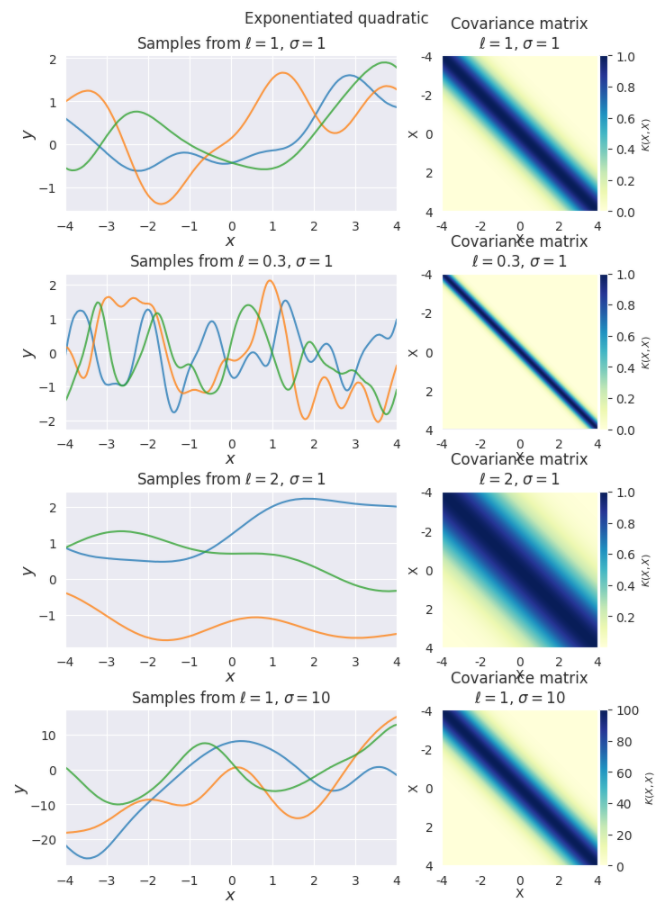 Exponentiated quadratic
Samples from ℓ = 1, σ = 1
Covariance matrix
ℓ = 1, σ = 1
2
1
0
−1
y
−4 −3 −2 −1 0 1 2 3 4
x
-4
-2
0
2
4
X
-4 -2 0 2 4
X
1.0
0.8
0.6
0.4
0.2
0.0
K(X,X)
Samples from ℓ = 0.3, σ = 1
Covariance matrix
ℓ = 0.3, σ = 1
2
1
0
−1
−2
y
−4 −3 −2 −1 0 1 2 3 4
x
-4
-2
0
2
4
X
-4 -2 0 2 4
X
1.0
0.8
0.6
0.4
0.2
0.0
K(X,X)
Samples from ℓ = 2, σ = 1
Covariance matrix
ℓ = 2, σ = 1
2
1
0
−1
y
−4 −3 −2 −1 0 1 2 3 4
x
-4
-2
0
2
4
X
-4 -2 0 2 4
X
1.0
0.8
0.6
0.4
0.2
K(X,X)
Samples from ℓ = 1, σ = 10
Covariance matrix
ℓ = 1, σ = 10
10
0
−10
−20
y
−4 −3 −2 −1 0 1 2 3 4
x
-4
-2
0
2
4
X
-4 -2 0 2 4
X
100
80
60
40
20
0
K(X,X)